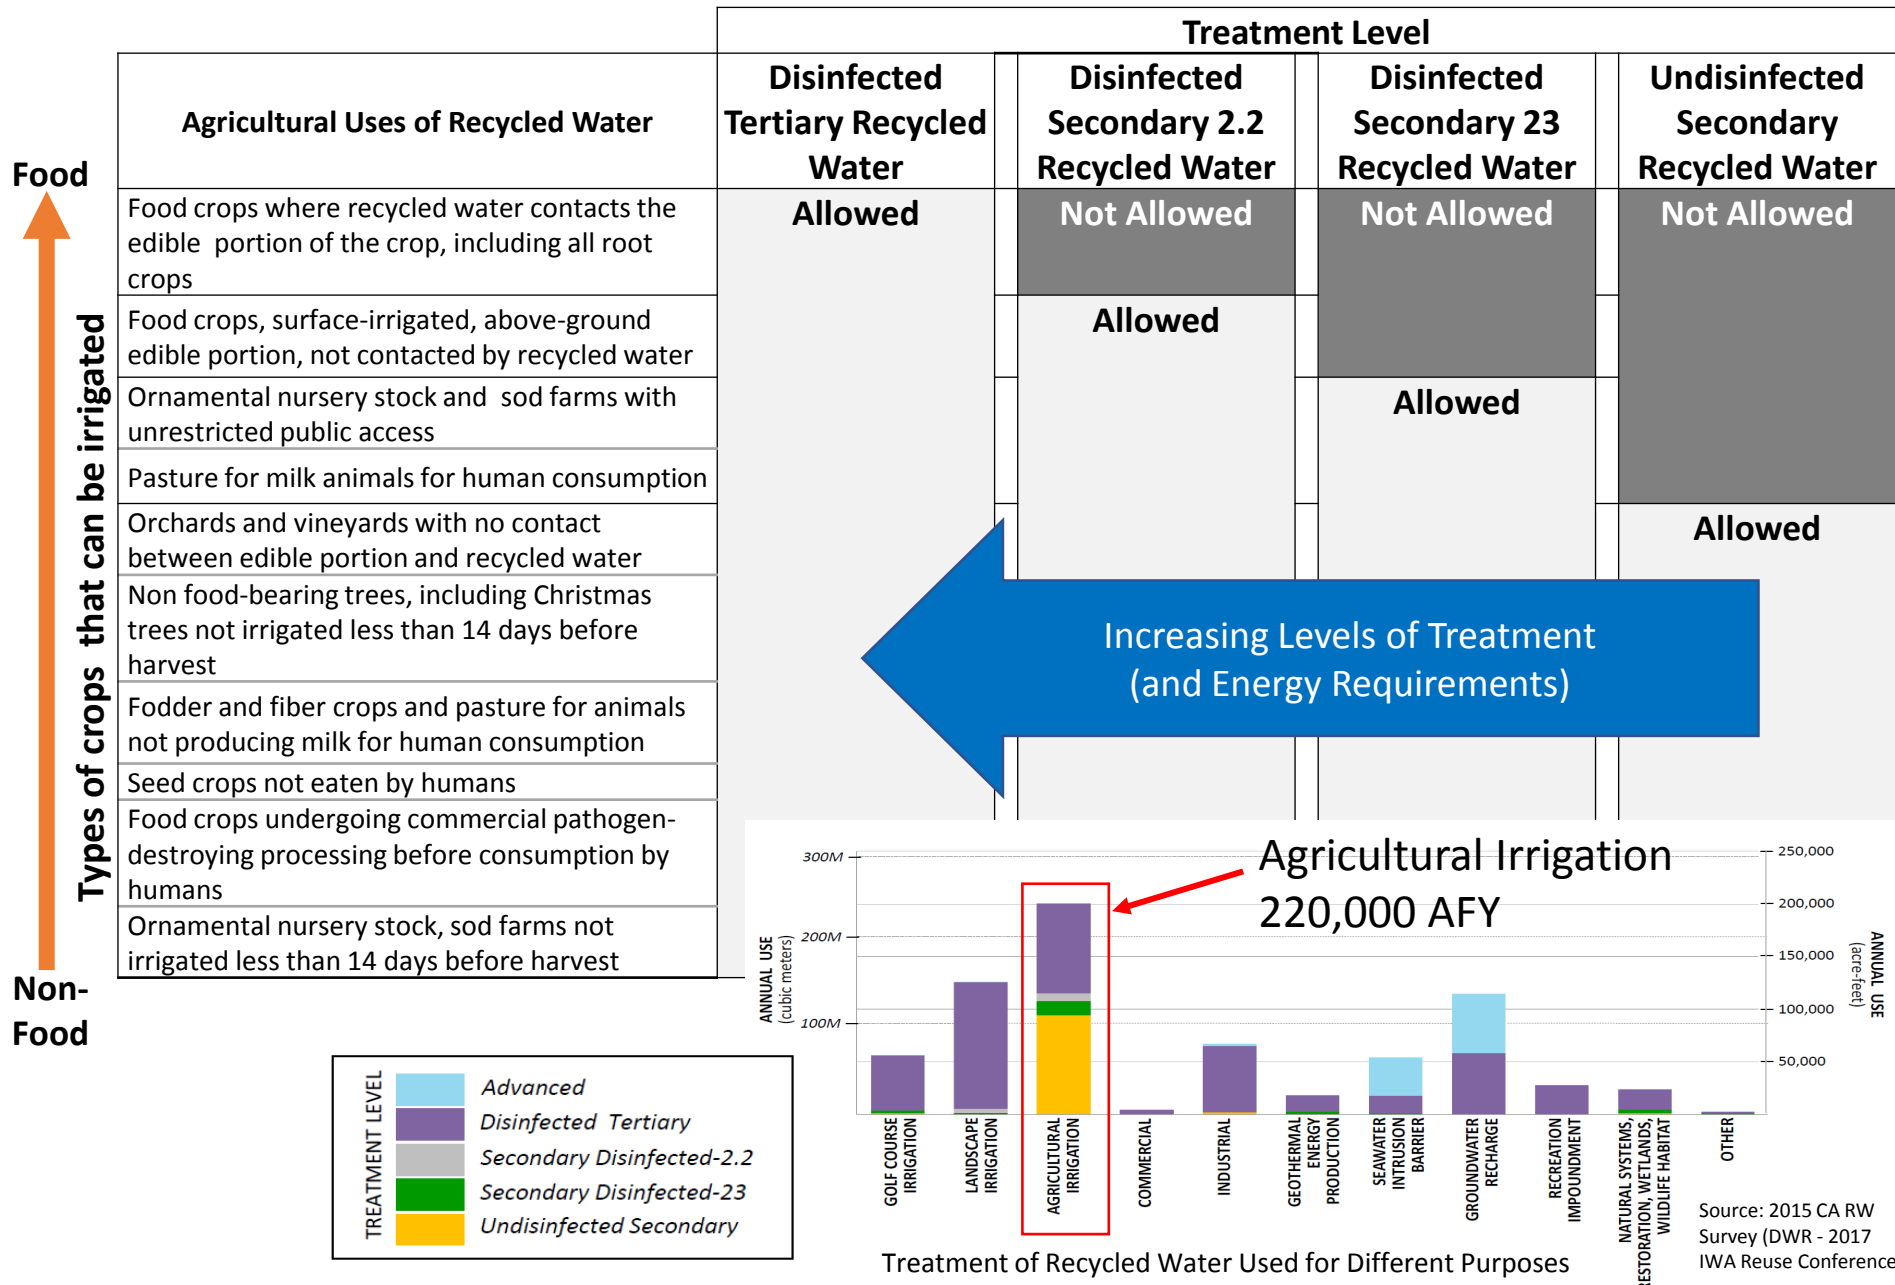 Treatment Level
Agricultural Uses of Recycled Water
Disinfected
Tertiary Recycled
Water
Disinfected
Secondary 2.2
Recycled Water
Disinfected
Secondary 23
Recycled Water
Undisinfected
Secondary
Recycled Water
Food
Types of crops that can be irrigated
Non-
Food
Food crops where recycled water contacts the
edible portion of the crop, including all root
crops
Allowed
Not Allowed
Not Allowed
Not Allowed
Food crops, surface-irrigated, above-ground
edible portion, not contacted by recycled water
Allowed
Ornamental nursery stock and sod farms with
unrestricted public access
Allowed
Pasture for milk animals for human consumption
Orchards and vineyards with no contact
between edible portion and recycled water
Allowed
Non food-bearing trees, including Christmas
trees not irrigated less than 14 days before
harvest
Increasing Levels of Treatment
(and Energy Requirements)
Fodder and fiber crops and pasture for animals
not producing milk for human consumption
Seed crops not eaten by humans
Food crops undergoing commercial pathogen-
destroying processing before consumption by
humans
Ornamental nursery stock, sod farms not
irrigated less than 14 days before harvest
Agricultural Irrigation
220,000 AFY
ANNUAL USE
(cubic meters)
300M
200M
100M
250,000
200,000
150,000
100,000
50,000
ANNUAL USE
(acre-feet)
GOLF COURSE
IRRIGATION
LANDSCAPE
IRRIGATION
AGRICULTURAL
IRRIGATION
COMMERCIAL
INDUSTRIAL
GEOTHERMAL
ENERGY
PRODUCTION
SEAWATER
INTRUSION
BARRIER
GROUNDWATER
RECHARGE
RECREATION
IMPOUNDMENT
NATURAL SYSTEMS,
RESTORATION, WETLANDS,
WILDLIFE HABITAT
OTHER
TREATMENT LEVEL
Advanced
Disinfected Tertiary
Secondary Disinfected-2.2
Secondary Disinfected-23
Undisinfected Secondary
Treatment of Recycled Water Used for Different Purposes
Source: 2015 CA RW
Survey (DWR - 2017
IWA Reuse Conference